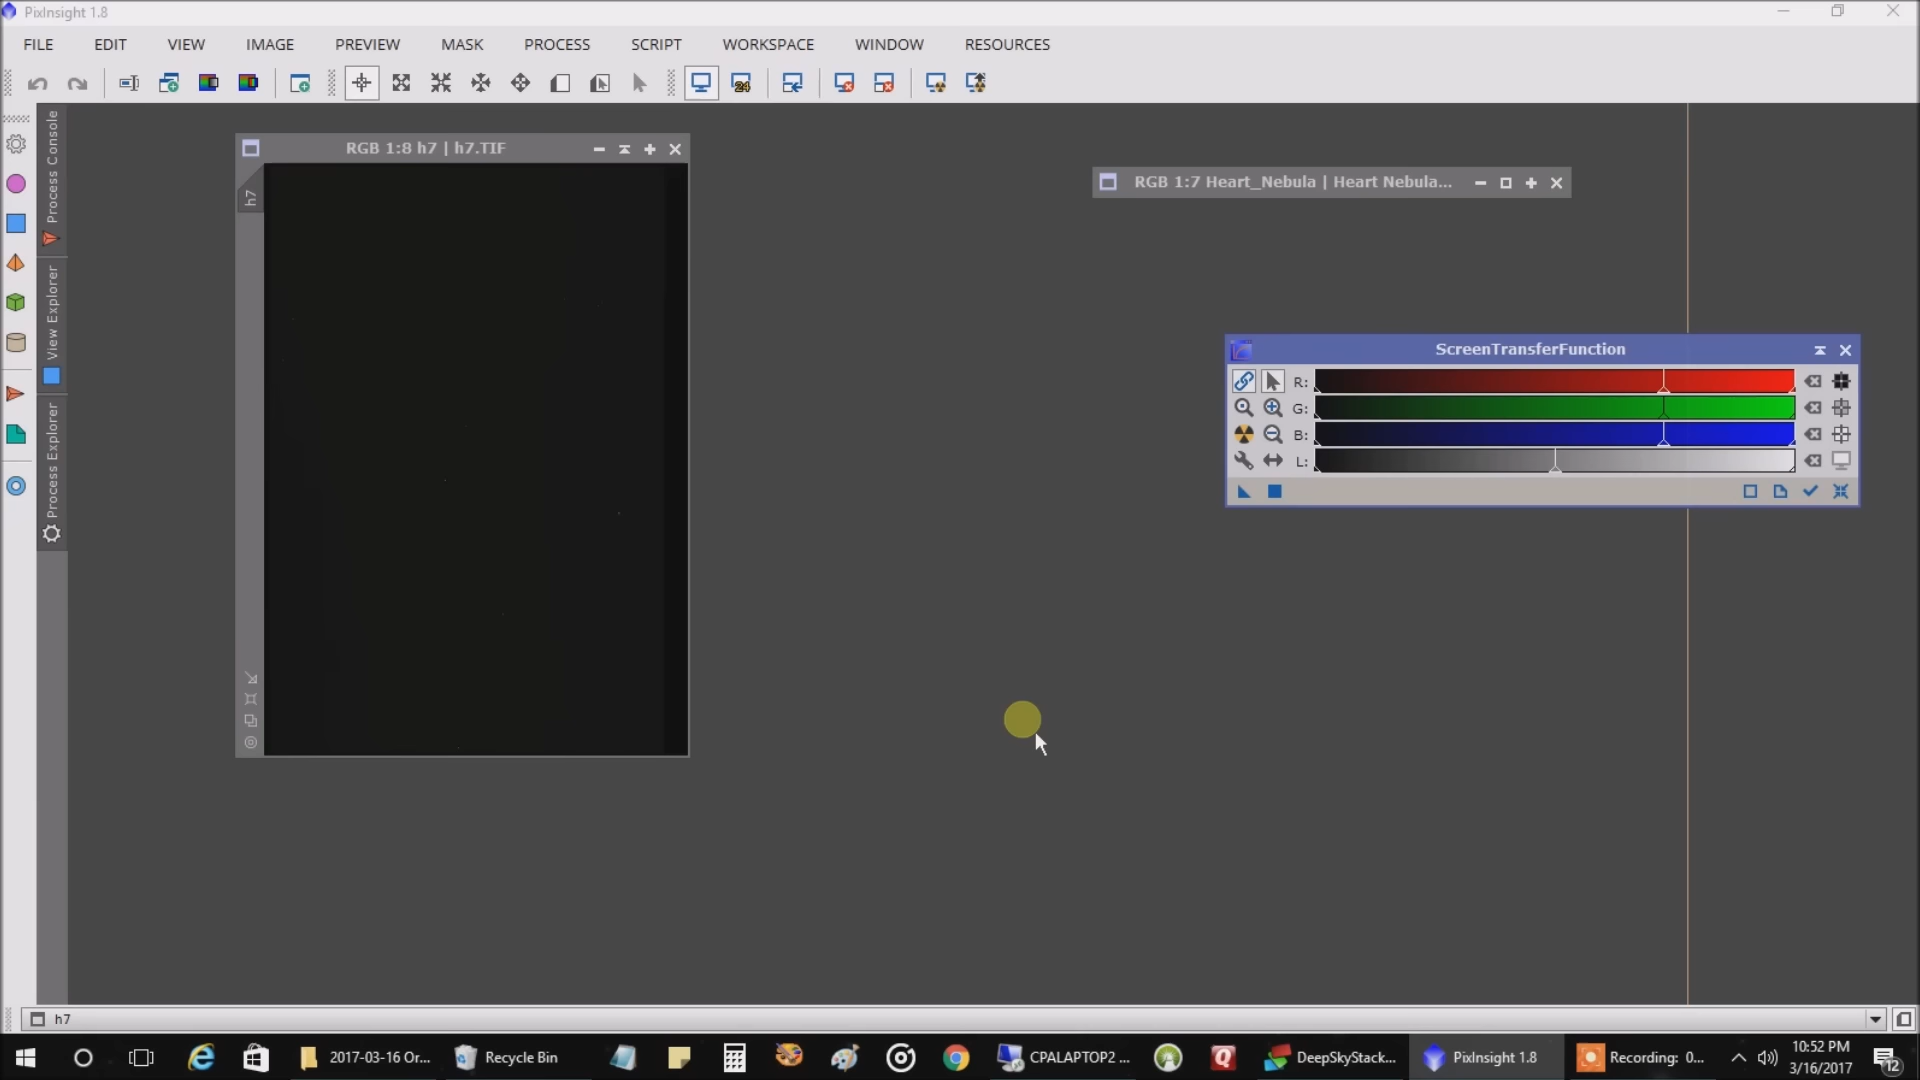 PixInsight 1.8
FILE EDIT VIEW IMAGE PREVIEW MASK PROCESS SCRIPT WORKSPACE WINDOW RESOURCES
24
Process Console
View Explorer
Process Explorer
RGB 1:8 h7 | h7.TIF
h7
RGB 1:7 Heart_Nebula | Heart Nebula...
ScreenTransferFunction
R:
G:
B:
L:
h7
2017-03-16 Or...
Recycle Bin
CPALAPTOP2 ...
Q
DeepSkyStack...
PixInsight 1.8
Recording: 0...
10:52 PM
3/16/2017
12